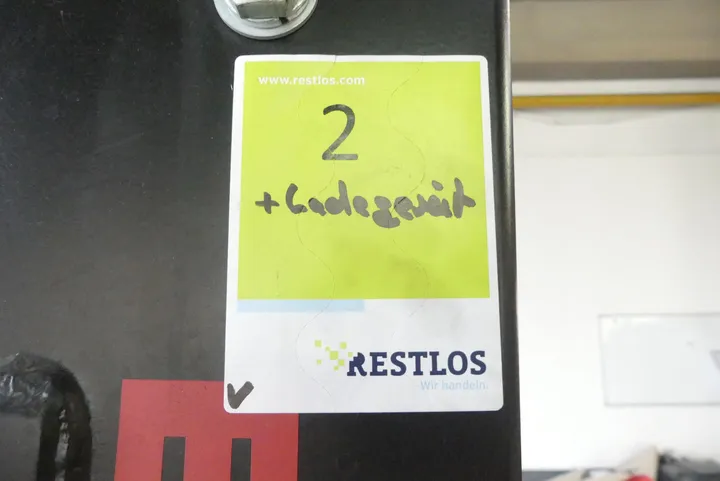 www.restlos.com
2
+ Ladegerät
RESTLOS
Wir handeln.